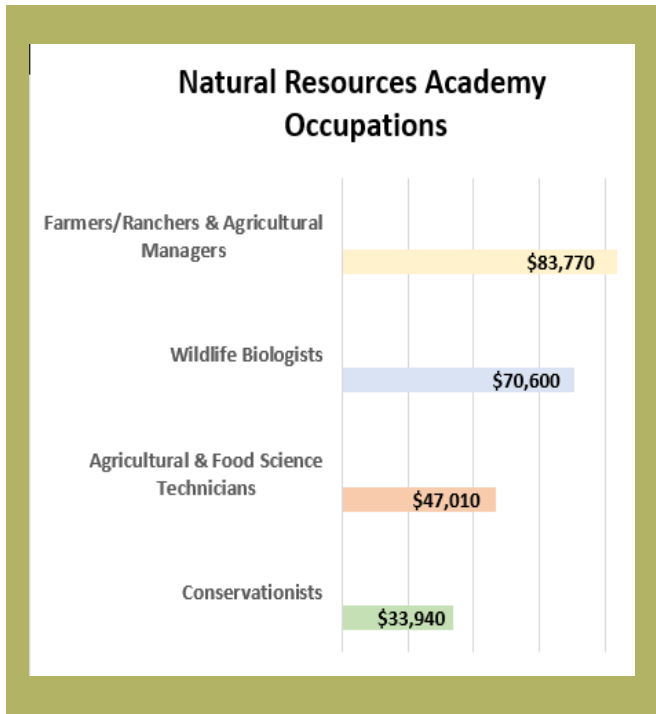 Natural Resources Academy
Occupations
Farmers/Ranchers & Agricultural
Managers
$83,770
Wildlife Biologists
$70,600
Agricultural & Food Science
Technicians
$47,010
Conservationists
$33,940